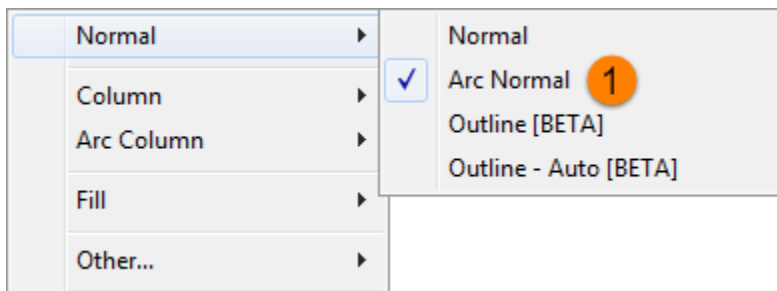 Normal
Column
Arc Column
Fill
Other...
Normal
Arc Normal 1
Outline [BETA]
Outline - Auto [BETA]